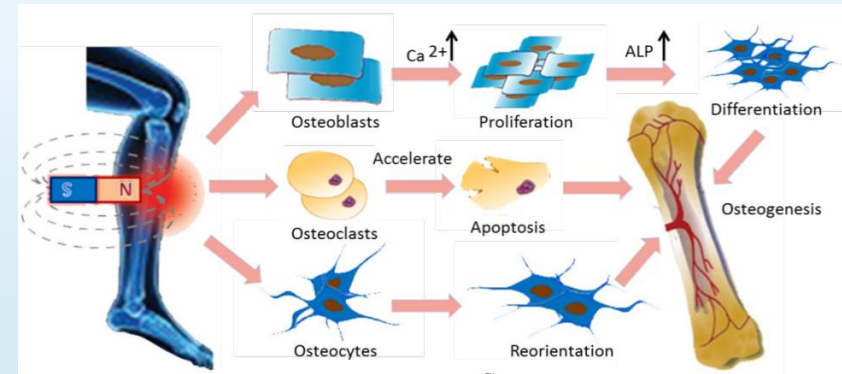 Ca 2+
ALP
Osteoblasts
Proliferation
Differentiation
Accelerate
S
N
Osteoclasts
Apoptosis
Osteogenesis
Osteocytes
Reorientation